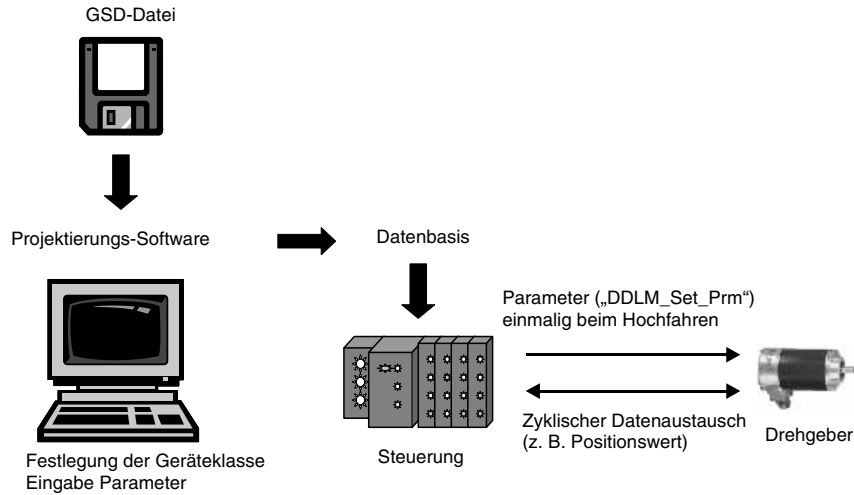 GSD-Datei
Projektierungs-Software
Datenbasis
Parameter („DDLM_Set_Prm“)
einmalig beim Hochfahren
Zyklischer Datenaustausch
(z. B. Positionswert)
Drehgeber
Steuerung
Festlegung der Geräteklasse
Eingabe Parameter